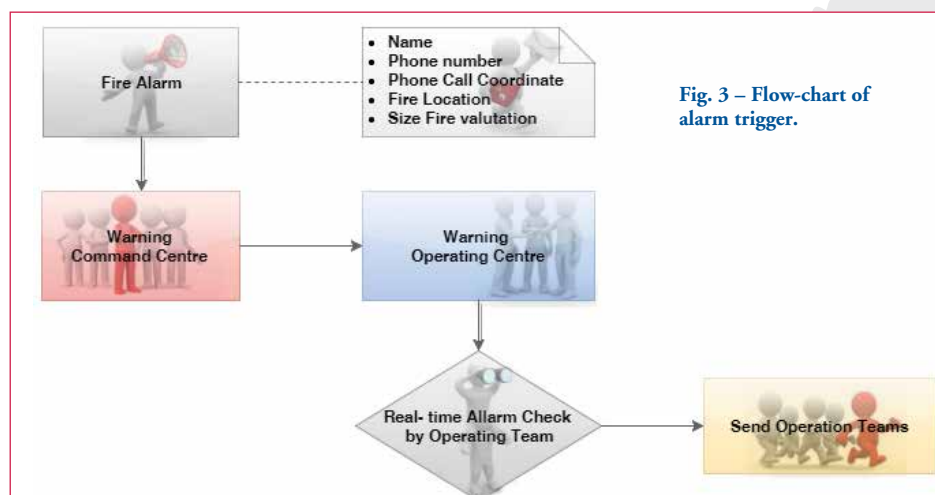 Fire Alarm
• Name
• Phone number
• Phone Call Coordinate
• Fire Location
• Size Fire valutation
Fig. 3 – Flow-chart of
alarm trigger.
Warning
Command Centre
Warning
Operating Centre
Real- time Allarm Check
by Operating Team
Send Operation Teams